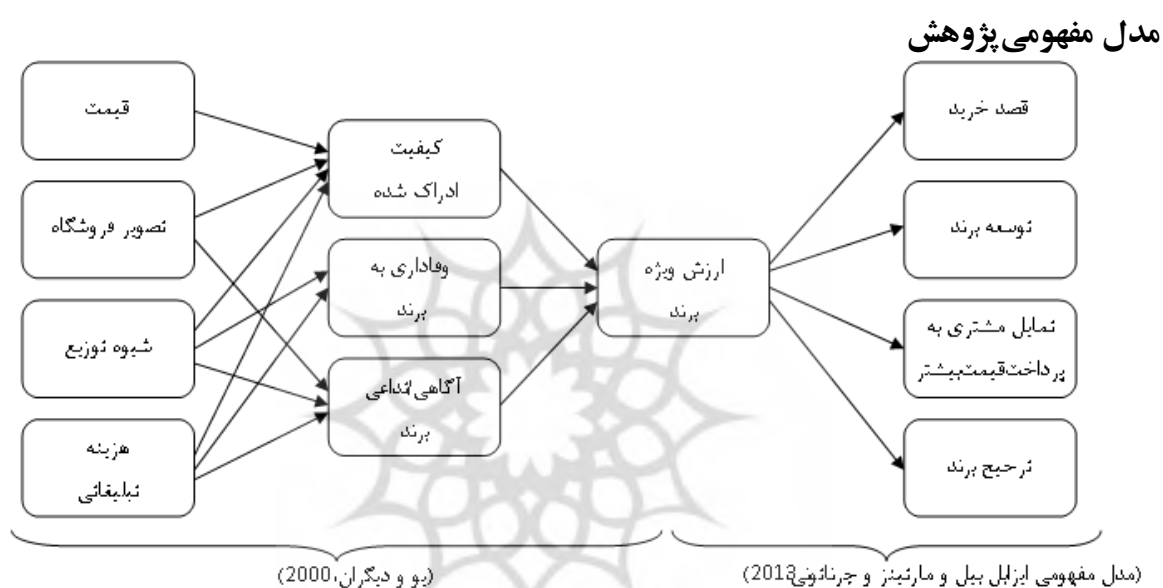 مدل مفهومی پژوهش
قیمت
تصویر فروشگاه
شیوه توزیع
هزینه
تبلیغاتی
کیفیت
ادراک شده
وفاداری به
برند
آگاهی/تداعی
برند
ارزش ویژه
برند
قصد خرید
توسعه برند
تمایل مشتری به
پرداخت‌قیمت‌بیشتر
ترجیح برند
(یو و دیگران،2000)
(مدل مفهومی ایزابل بیل و مارتینز و چرناتونی2013)